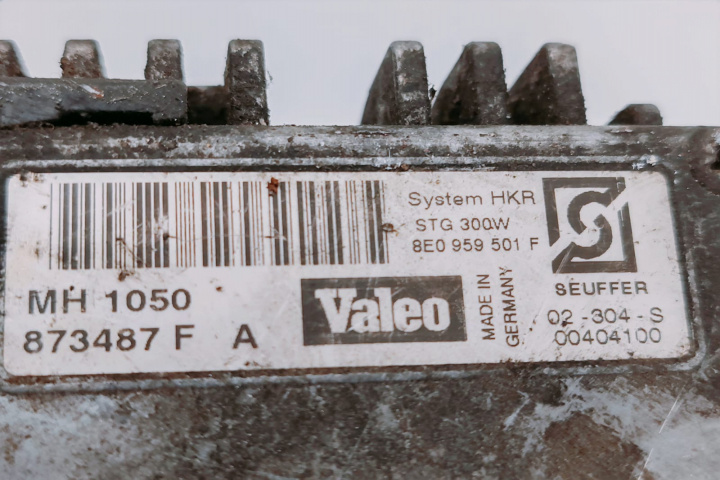 System HKR
STG 300W
8E0 959 501 F
SEUFFER
MH 1050
873487 F A
Valeo
MADE IN
GERMANY
02-304-S
00404100